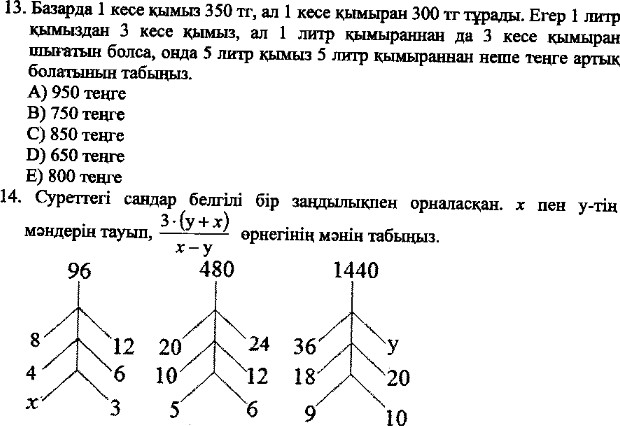 13. Базарда 1 кесе қымыз 350 тг, ал 1 кесе қымыран 300 тг тұрады. Егер 1 литр
қымыздан 3 кесе қымыз, ал 1 литр қымыраннан да 3 кесе қымыран
шығатын болса, онда 5 литр қымыз 5 литр қымыраннан неше теңге артық
болатынын табыңыз.
A) 950 теңге
B) 750 теңге
C) 850 теңге
D) 650 теңге
E) 800 теңге
14. Суреттегі сандар белгілі бір заңдылықпен орналасқан. x пен y-тің
мәндерін тауып, 3·(y+x)/(x−y) өрнегінің мәнін табыңыз.
96 480 1440
8 12 20 24 36 y
4 6 10 12 18 20
x 3 5 6 9 10